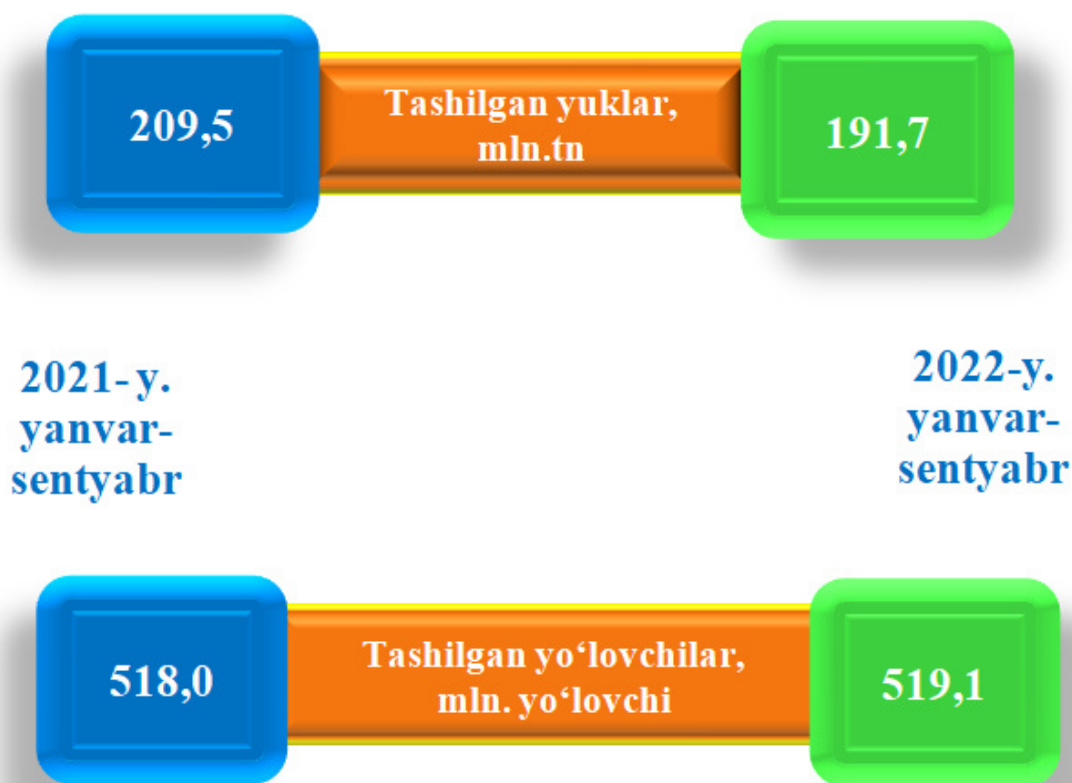 209,5
Tashilgan yuklar,
mln.tn
191,7
2021- y.
yanvar-
sentyabr
2022-y.
yanvar-
sentyabr
518,0
Tashilgan yo‘lovchilar,
mln. yo‘lovchi
519,1